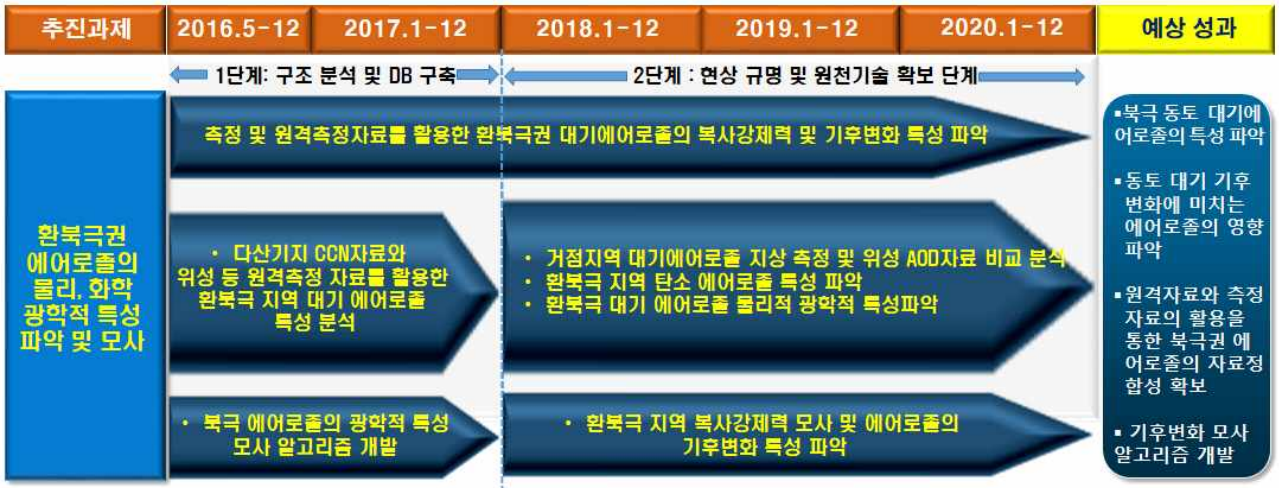 추진과제
2016.5-12
2017.1-12
2018.1-12
2019.1-12
2020.1-12
예상 성과
1단계: 구조 분석 및 DB 구축
2단계 : 현상 규명 및 원천기술 확보 단계
환북극권
에어로졸의
물리, 화학
광학적 특성
파악 및 모사
측정 및 원격측정자료를 활용한 환북극권 대기에어로졸의 복사강제력 및 기후변화 특성 파악
• 다산기지 CCN자료와
위성 등 원격측정 자료를 활용한
환북극 지역 대기 에어로졸
특성 분석
• 거점지역 대기에어로졸 지상 측정 및 위성 AOD자료 비교 분석
• 환북극 지역 탄소 에어로졸 특성 파악
• 환북극 대기 에어로졸 물리적 광학적 특성파악
• 북극 에어로졸의 광학적 특성
모사 알고리즘 개발
• 환북극 지역 복사강제력 모사 및 에어로졸의
기후변화 특성 파악
▪북극 동토 대기에
어로졸의 특성 파악
▪동토 대기 기후
변화에 미치는
에어로졸의 영향
파악
▪원격자료와 측정
자료의 활용을
통한 북극권 에
어로졸의 자료정
합성 확보
▪ 기후변화 모사
알고리즘 개발